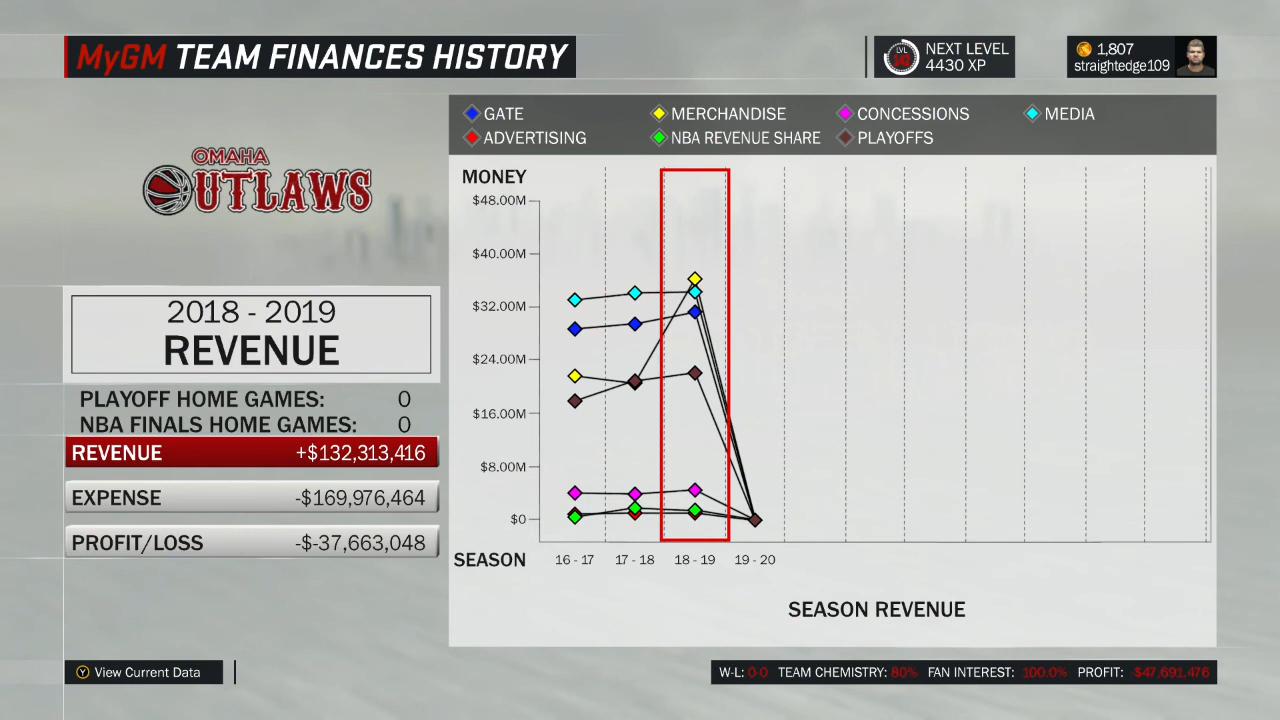 MyGM TEAM FINANCES HISTORY
LVL
NEXT LEVEL
4430 XP
1,807
straightedge109
OMAHA
OUTLAWS
2018 - 2019
REVENUE
PLAYOFF HOME GAMES: 0
NBA FINALS HOME GAMES: 0
REVENUE +$132,313,416
EXPENSE -$169,976,464
PROFIT/LOSS -$-37,663,048
GATE MERCHANDISE CONCESSIONS MEDIA
ADVERTISING NBA REVENUE SHARE PLAYOFFS
MONEY
$48.00M
$40.00M
$32.00M
$24.00M
$16.00M
$8.00M
$0
SEASON 16 - 17 17 - 18 18 - 19 19 - 20
SEASON REVENUE
Y View Current Data
W-L: 0-0 TEAM CHEMISTRY: 80% FAN INTEREST: 100.0% PROFIT: $47,691,476